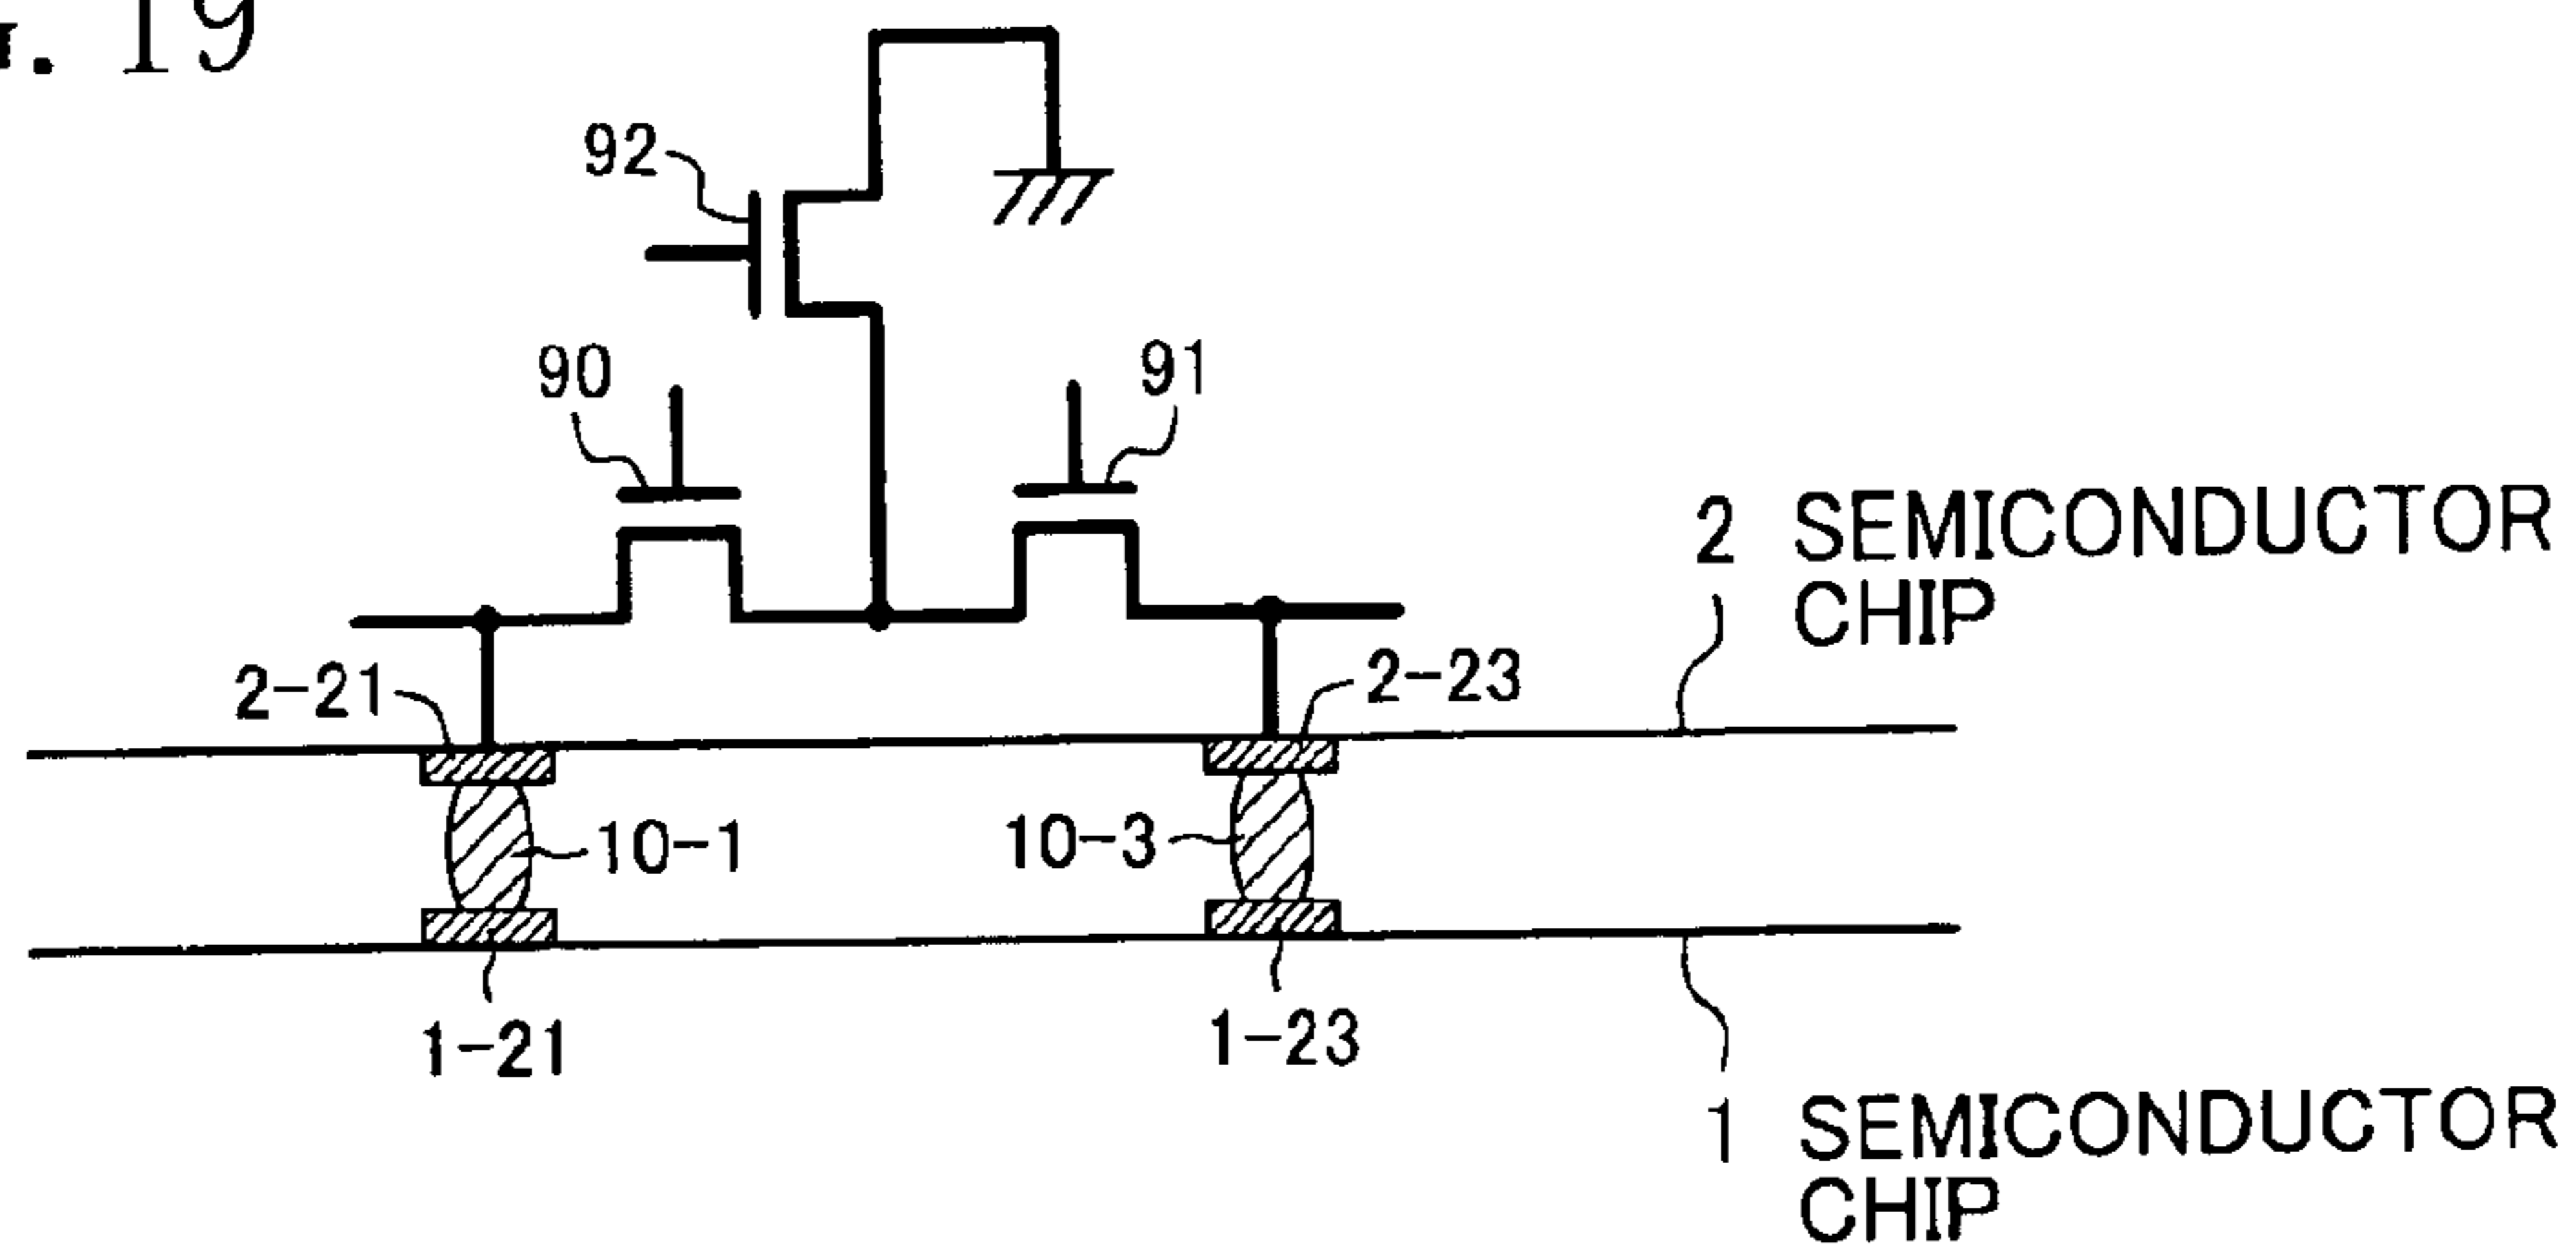 . 19
92
90
91
2 SEMICONDUCTOR
CHIP
2-21
2-23
10-1
10-3
1-21
1-23
1 SEMICONDUCTOR
CHIP